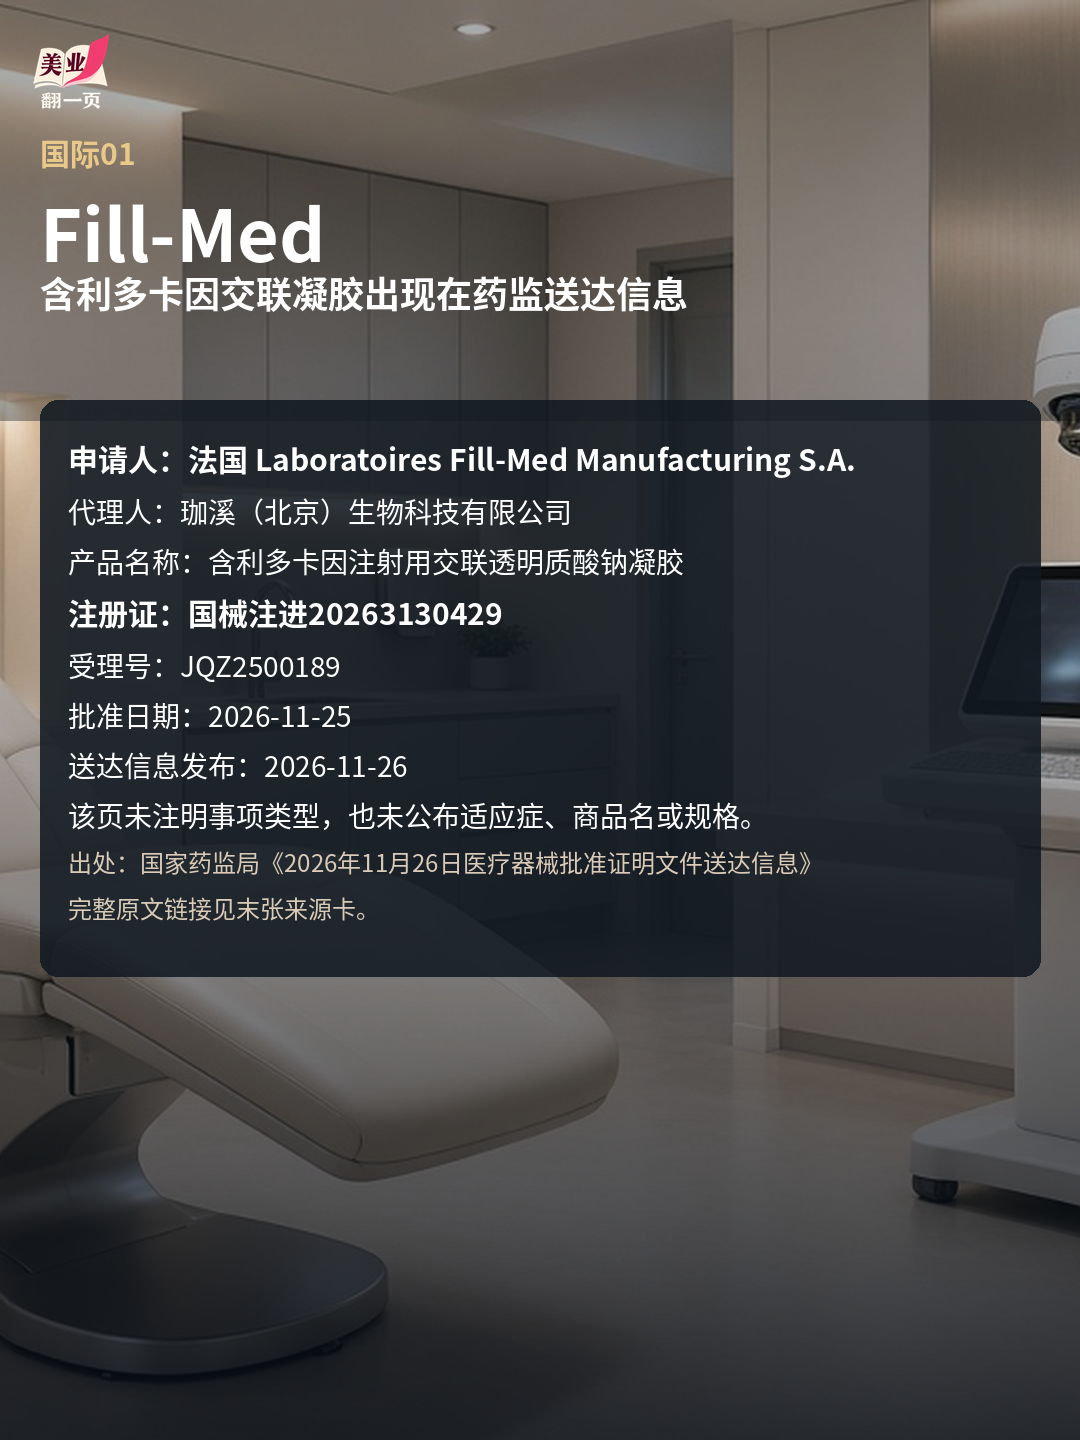 美业
翻一页
国际01
Fill-Med
含利多卡因交联凝胶出现在药监送达信息
申请人：法国 Laboratoires Fill-Med Manufacturing S.A.
代理人：珈溪（北京）生物科技有限公司
产品名称：含利多卡因注射用交联透明质酸钠凝胶
注册证：国械注进20263130429
受理号：JQZ2500189
批准日期：2026-11-25
送达信息发布：2026-11-26
该页未注明事项类型，也未公布适应症、商品名或规格。
出处：国家药监局《2026年11月26日医疗器械批准证明文件送达信息》
完整原文链接见末张来源卡。